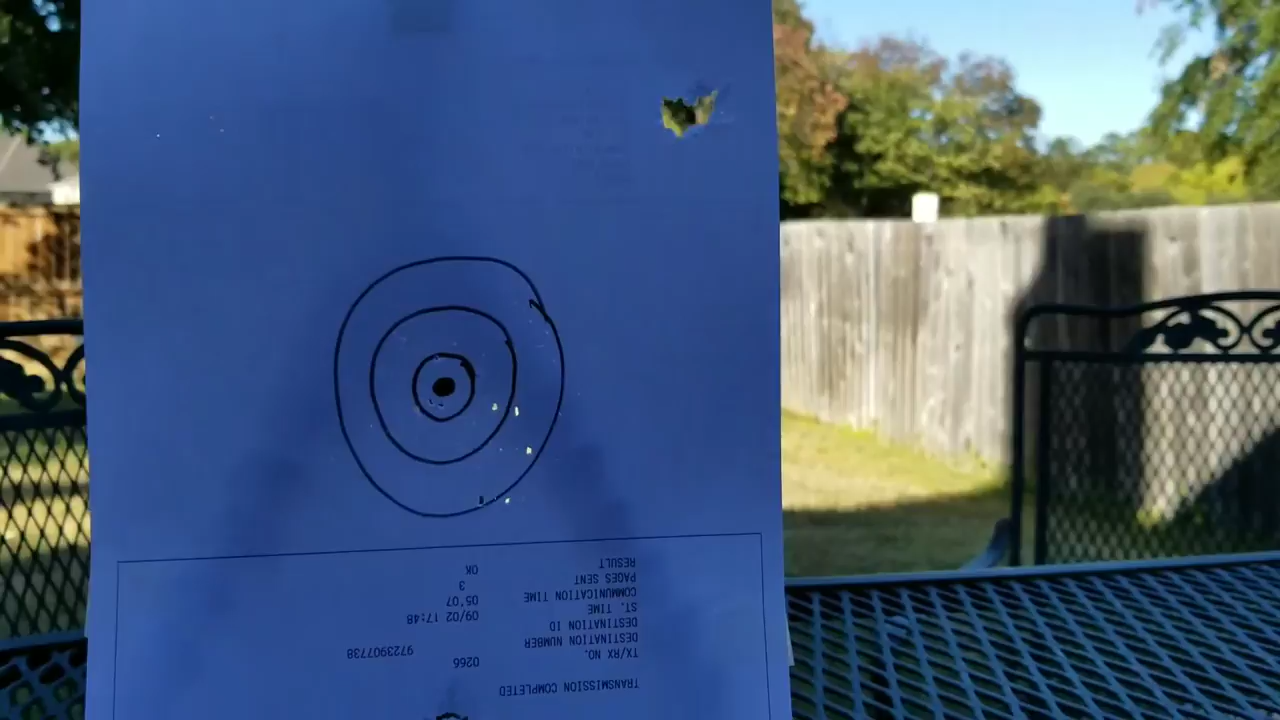 TRANSMISSION COMPLETED
TX/RX NO. 0266
DESTINATION NUMBER 9723907738
DESTINATION ID
ST. TIME 09/02 17:48
COMMUNICATION TIME 05'07
PAGES SENT 3
RESULT OK